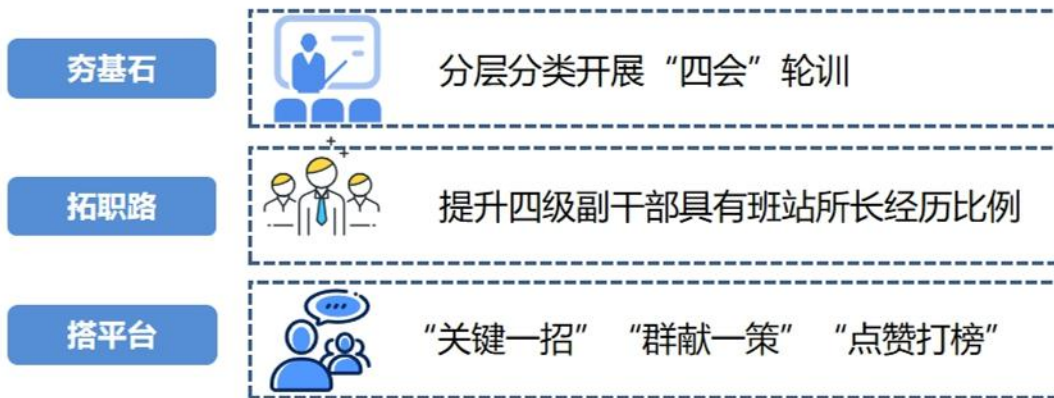 夯基石
分层分类开展“四会”轮训
拓职路
提升四级副干部具有班站所长经历比例
搭平台
“关键一招” “群献一策” “点赞打榜”